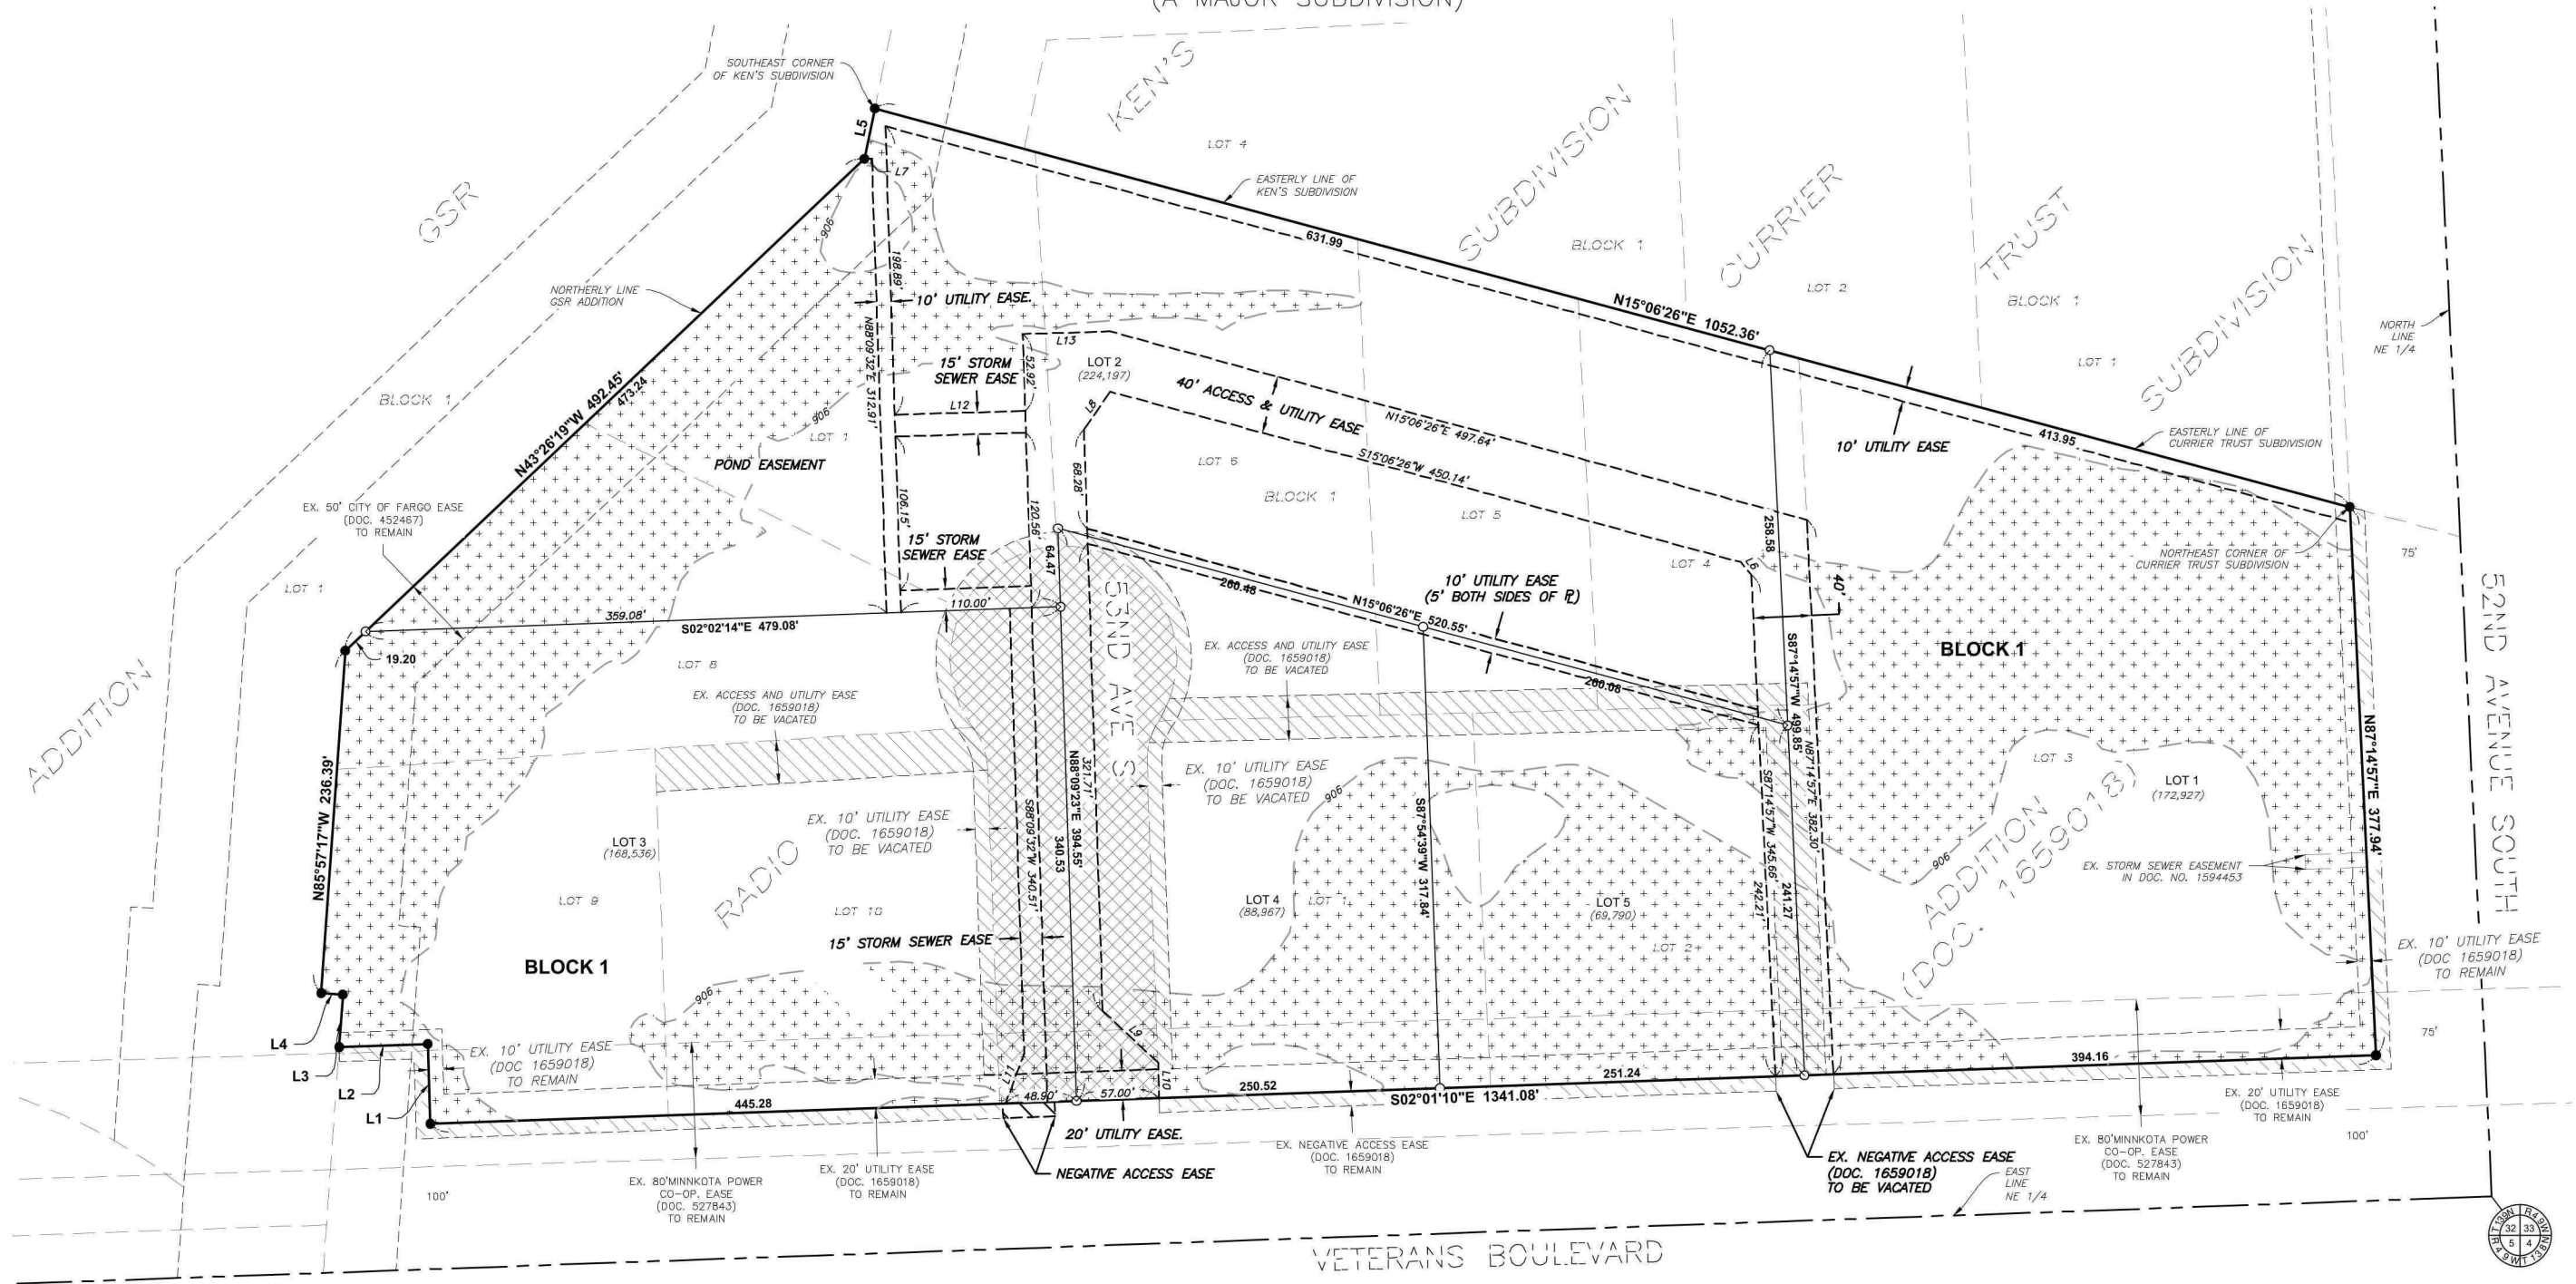 (A MAJOR SUBDIVISION)
SOUTHEAST CORNER
OF KEN'S SUBDIVISION
L5
L7
KEN'S
SUBDIVISION
LOT 4
EASTERLY LINE OF
KEN'S SUBDIVISION
631.99
BLOCK 1
CURRIER
TRUST
SUBDIVISION
LOT 2
BLOCK 1
LOT 1
NORTH
LINE
NE 1/4
GSR
ADDITION
NORTHERLY LINE
GSR ADDITION
BLOCK 1
LOT 1
N43°26'19"W 492.45'
473.24
906
198.89'
10' UTILITY EASE.
N88°09'32"E 312.91'
15' STORM
SEWER EASE
52.92'
L13
L12
LOT 2
(224,197)
L8
40' ACCESS & UTILITY EASE
N15°06'26"E 497.64'
S15°06'26"W 450.14'
N15°06'26"E 1052.36'
10' UTILITY EASE
413.95
EASTERLY LINE OF
CURRIER TRUST SUBDIVISION
906
LOT 1
POND EASEMENT
EX. 50' CITY OF FARGO EASE
(DOC. 452467)
TO REMAIN
106.15'
120.56'
68.28'
LOT 6
BLOCK 1
LOT 5
LOT 4
L6
258.58
40'
NORTHEAST CORNER OF
CURRIER TRUST SUBDIVISION
75'
52ND AVENUE SOUTH
15' STORM
SEWER EASE
64.47
53ND AVE S
260.48
10' UTILITY EASE
(5' BOTH SIDES OF PL)
N15°06'26"E 520.55'
260.08
359.08'
S02°02'14"E 479.08'
110.00'
19.20
LOT 8
EX. ACCESS AND UTILITY EASE
(DOC. 1659018)
TO BE VACATED
EX. ACCESS AND UTILITY EASE
(DOC. 1659018)
TO BE VACATED
S87°14'57"W 499.85'
BLOCK 1
N87°14'57"E 377.94'
N85°57'17"W 236.39'
LOT 3
(168,536)
EX. 10' UTILITY EASE
(DOC. 1659018)
TO BE VACATED
S88°09'32"W 340.51'
N88°09'23"E 394.55'
340.53
321.71'
EX. 10' UTILITY EASE
(DOC. 1659018)
TO BE VACATED
906
S87°54'39"W 317.84'
S87°14'57"W 345.66'
242.21'
241.27
N87°14'57"E 382.30'
LOT 3
LOT 1
(172,927)
906
ADDITION
(DOC. 1659018)
EX. STORM SEWER EASEMENT
IN DOC. NO. 1594453
RADIO
LOT 9
LOT 10
BLOCK 1
15' STORM SEWER EASE
LOT 4
(88,967)
LOT 1
LOT 5
(69,790)
LOT 2
EX. 10' UTILITY EASE
(DOC 1659018)
TO REMAIN
906
L4
L3
L2
L1
EX. 10' UTILITY EASE
(DOC 1659018)
TO REMAIN
L9
L10
L11
445.28
48.90'
57.00'
250.52
S02°01'10"E 1341.08'
251.24
394.16
75'
20' UTILITY EASE.
NEGATIVE ACCESS EASE
EX. NEGATIVE ACCESS EASE
(DOC. 1659018)
TO REMAIN
EX. NEGATIVE ACCESS EASE
(DOC. 1659018)
TO BE VACATED
EX. 80'MINNKOTA POWER
CO-OP. EASE
(DOC. 527843)
TO REMAIN
EX. 20' UTILITY EASE
(DOC. 1659018)
TO REMAIN
100'
EX. 80'MINNKOTA POWER
CO-OP. EASE
(DOC. 527843)
TO REMAIN
EX. 20' UTILITY EASE
(DOC. 1659018)
TO REMAIN
100'
EAST
LINE
NE 1/4
VETERANS BOULEVARD
T139N
R49W
32 33
5 4
R49W
T138N